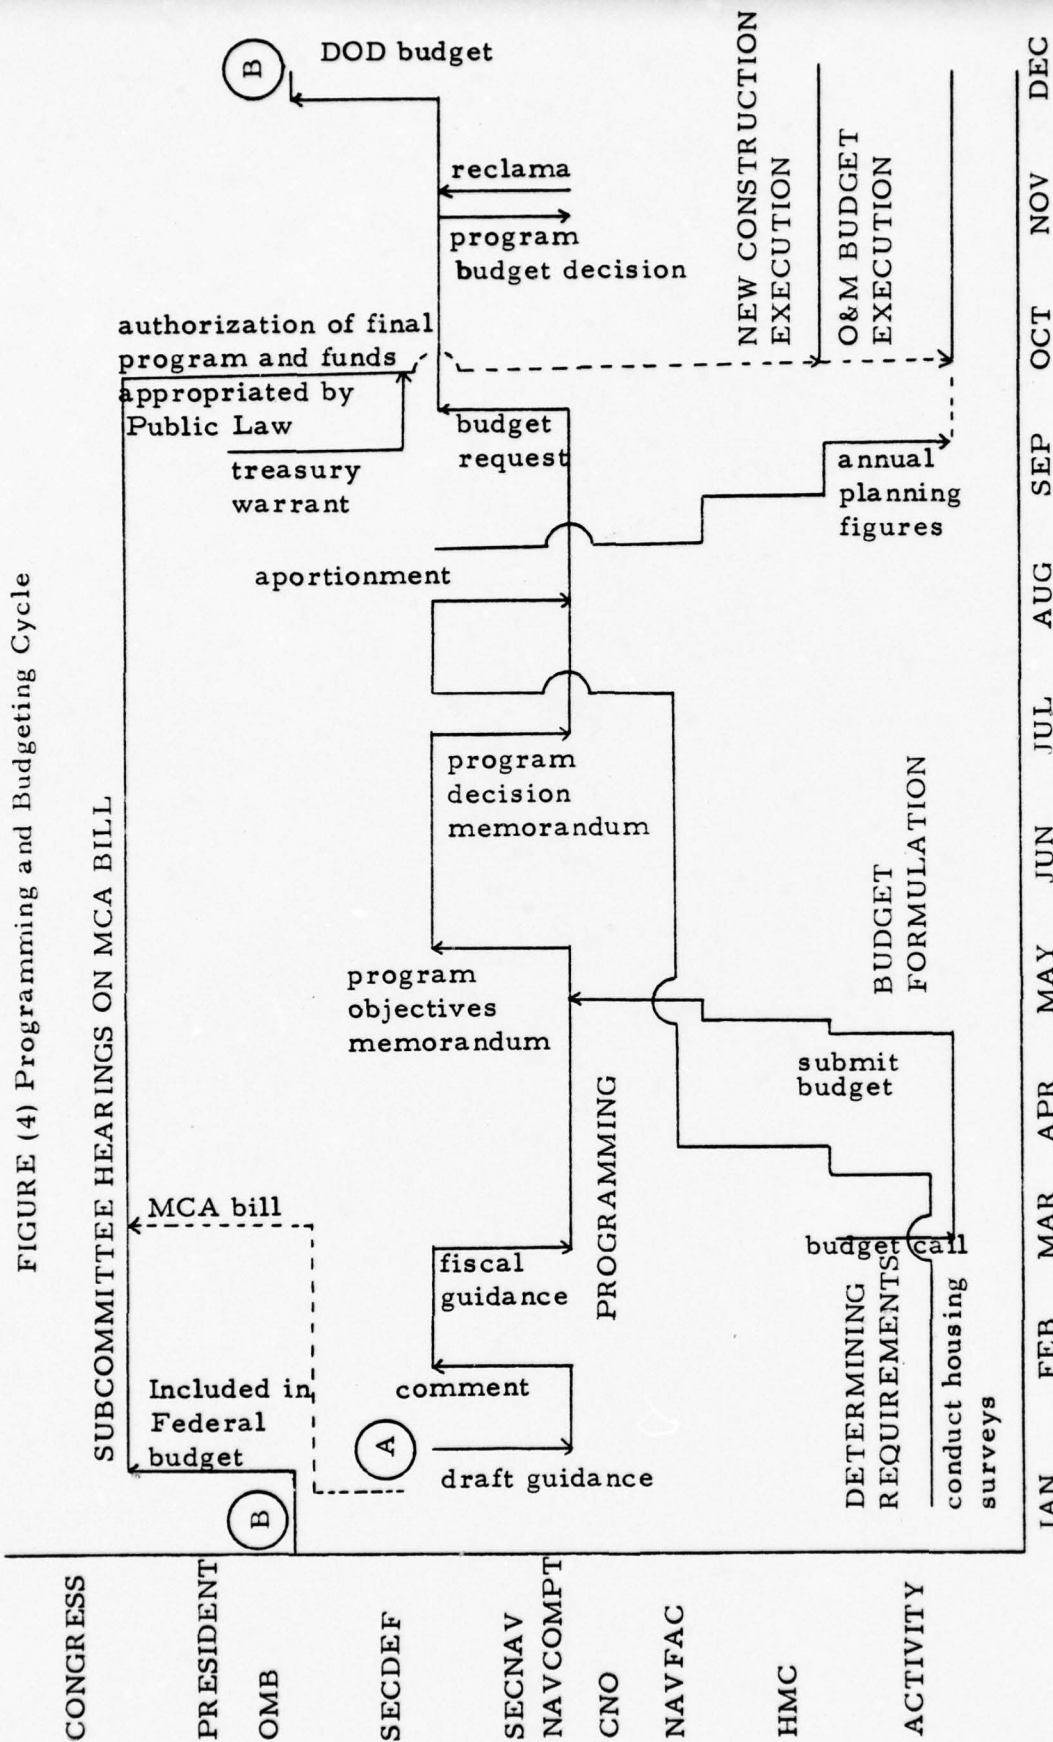 FIGURE (4) Programming and Budgeting Cycle
CONGRESS
PRESIDENT
OMB
SECDEF
SECNAV
NAVCOMPT
CNO
NAVFAC
HMC
ACTIVITY
SUBCOMMITTEE HEARINGS ON MCA BILL
B
DOD budget
reclama
program
budget decision
NEW CONSTRUCTION
EXECUTION
O&M BUDGET
EXECUTION
authorization of final
program and funds
appropriated by
Public Law
treasury
warrant
budget
request
annual
planning
figures
aportionment
program
decision
memorandum
program
objectives
memorandum
BUDGET
FORMULATION
submit
budget
PROGRAMMING
MCA bill
fiscal
guidance
budget call
DETERMINING
REQUIREMENTS
conduct housing
surveys
Included in
Federal
budget
comment
A
draft guidance
B
JAN
FEB
MAR
APR
MAY
JUN
JUL
AUG
SEP
OCT
NOV
DEC